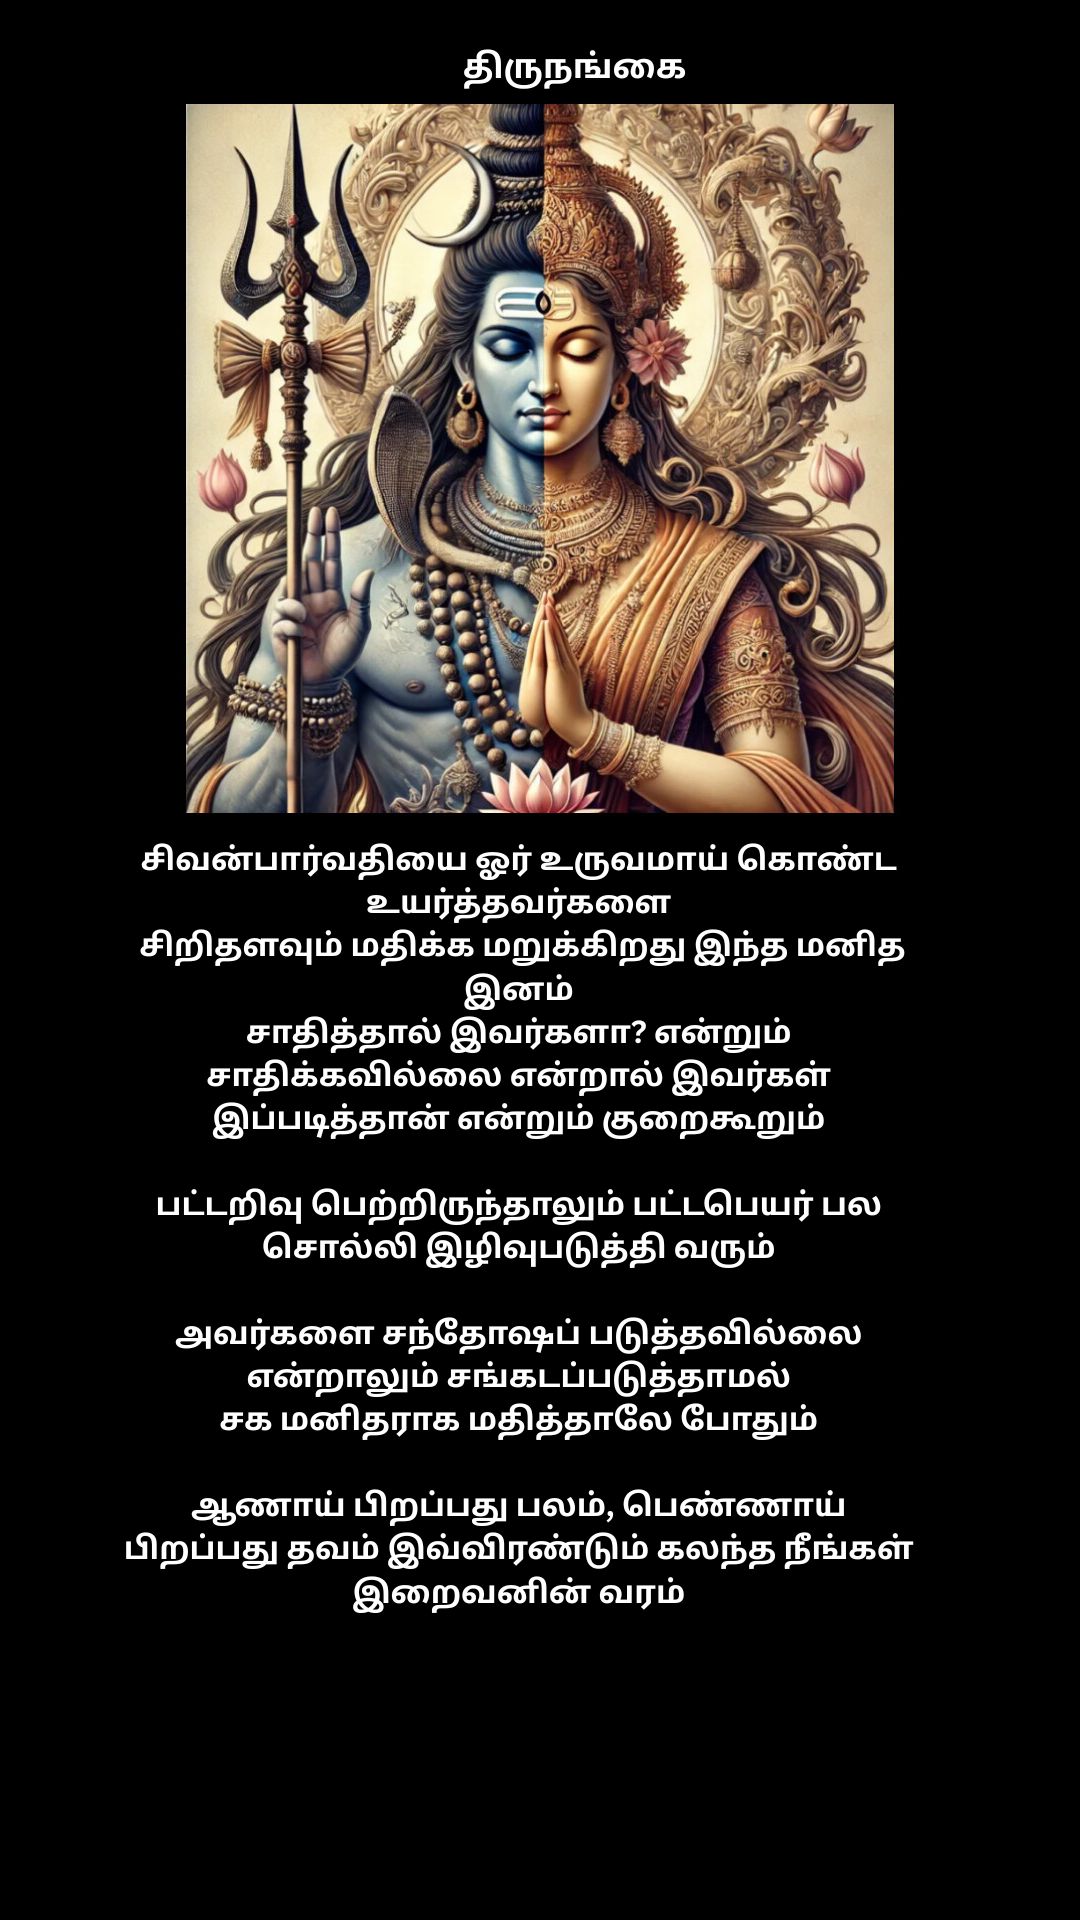 திருநங்கை
சிவன்பார்வதியை ஓர் உருவமாய் கொண்ட
உயர்த்தவர்களை
சிறிதளவும் மதிக்க மறுக்கிறது இந்த மனித
இனம்
சாதித்தால் இவர்களா? என்றும்
சாதிக்கவில்லை என்றால் இவர்கள்
இப்படித்தான் என்றும் குறைகூறும்
பட்டறிவு பெற்றிருந்தாலும் பட்டபெயர் பல
சொல்லி இழிவுபடுத்தி வரும்
அவர்களை சந்தோஷப் படுத்தவில்லை
என்றாலும் சங்கடப்படுத்தாமல்
சக மனிதராக மதித்தாலே போதும்
ஆணாய் பிறப்பது பலம், பெண்ணாய்
பிறப்பது தவம் இவ்விரண்டும் கலந்த நீங்கள்
இறைவனின் வரம்